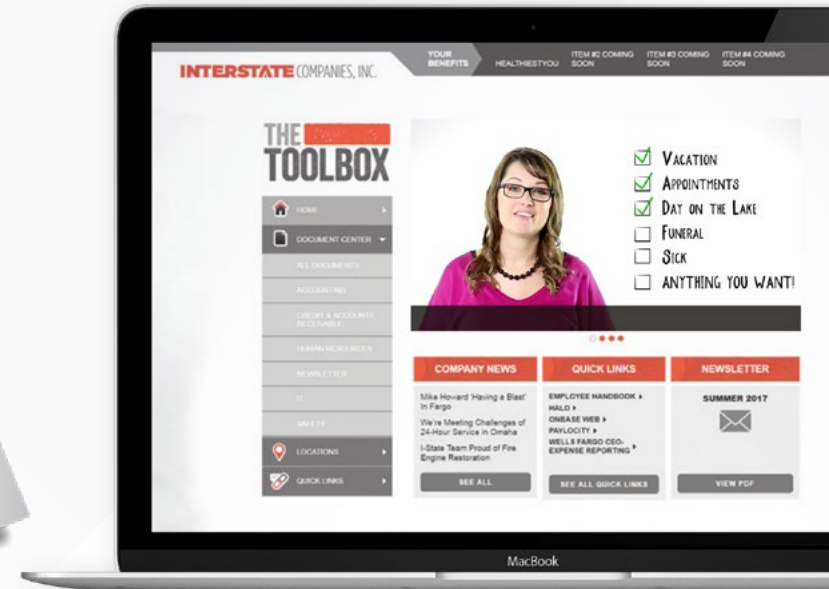 YOUR
BENEFITS
HEALTHIESTYOU
ITEM #2 COMING
SOON
ITEM #3 COMING
SOON
ITEM #4 COMING
SOON
INTERSTATE COMPANIES, INC.
THE
TOOLBOX
HOME
DOCUMENT CENTER
ALL DOCUMENTS
ACCOUNTING
CREDIT & ACCOUNTS
RECEIVABLE
HUMAN RESOURCES
NEWSLETTER
IT
SAFETY
LOCATIONS
QUICK LINKS
VACATION
APPOINTMENTS
DAY ON THE LAKE
FUNERAL
SICK
ANYTHING YOU WANT!
COMPANY NEWS
Mike Howard 'Having a Blast'
In Fargo
We're Meeting Challenges of
24-Hour Service in Omaha
I-State Team Proud of Fire
Engine Restoration
SEE ALL
QUICK LINKS
EMPLOYEE HANDBOOK
HALO
ONBASE WEB
PAYLOCITY
WELLS FARGO CEO-
EXPENSE REPORTING
SEE ALL QUICK LINKS
NEWSLETTER
SUMMER 2017
VIEW PDF
MacBook